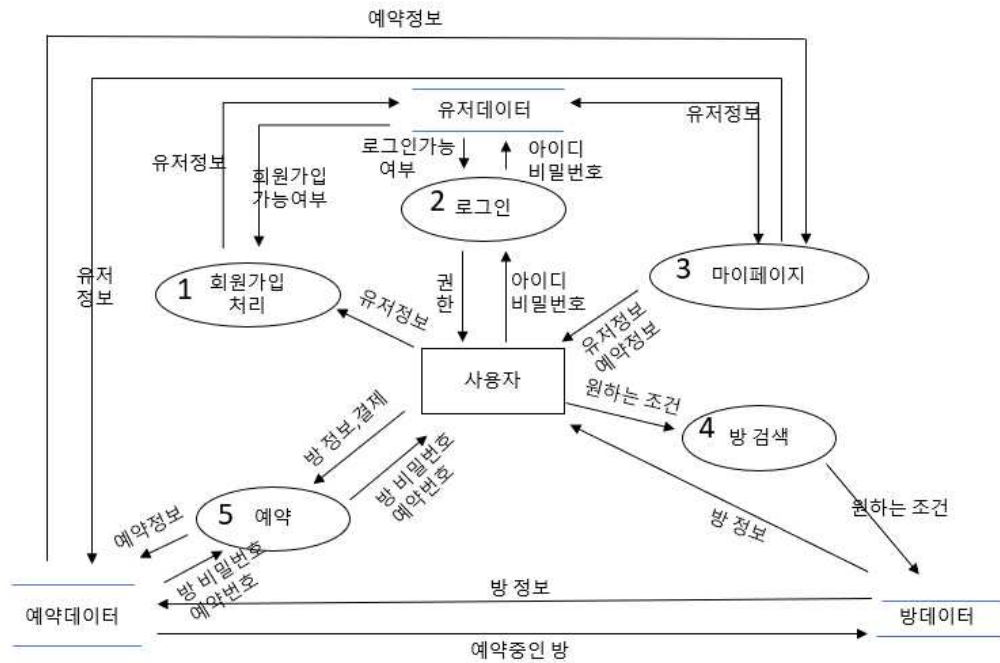 예약정보
유저데이터
유저정보
유저정보
로그인가능
여부
아이디
비밀번호
회원가입
가능여부
2 로그인
유저
정보
1 회원가입
처리
3 마이페이지
권
한
아이디
비밀번호
유저정보
유저정보
예약정보
사용자
원하는 조건
4 방 검색
방 정보,결제
방 비밀번호
예약번호
5 예약
원하는 조건
방 정보
예약정보
방 비밀번호
예약번호
방 정보
예약데이터
방데이터
예약중인 방